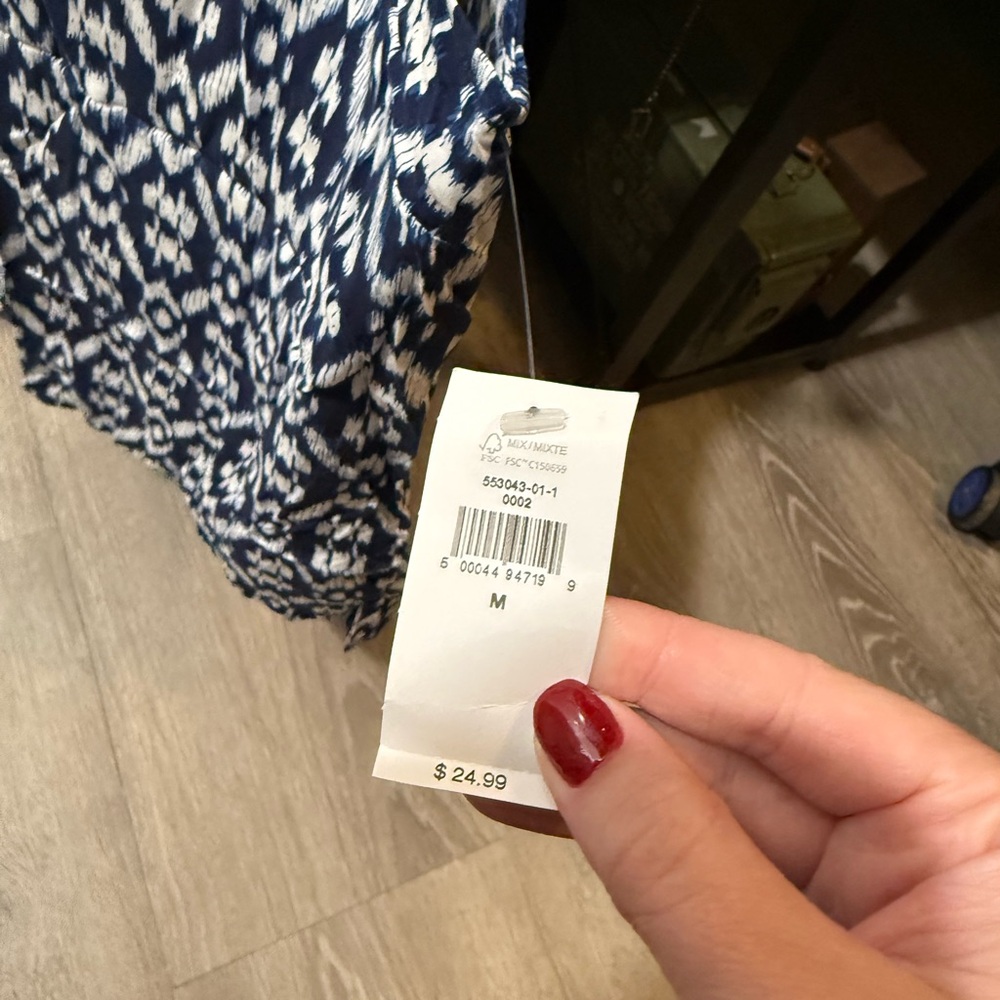 MIX/MIXTE
FSC FSC™ C150659
553043-01-1
0002
5 00044 94719 9
M
$ 24.99